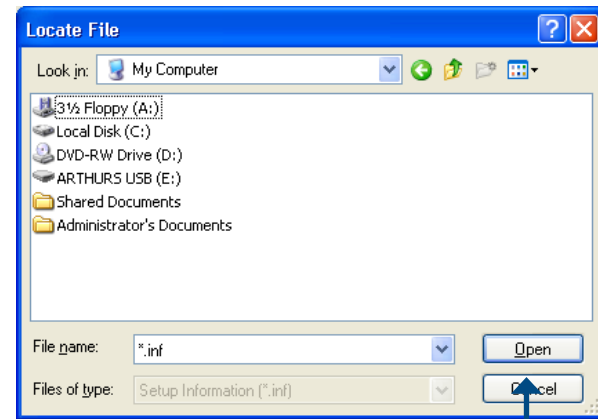 Locate File
Look in: My Computer
3½ Floppy (A:)
Local Disk (C:)
DVD-RW Drive (D:)
ARTHURS USB (E:)
Shared Documents
Administrator's Documents
File name: *.inf Open
Files of type: Setup Information (*.inf) Cancel